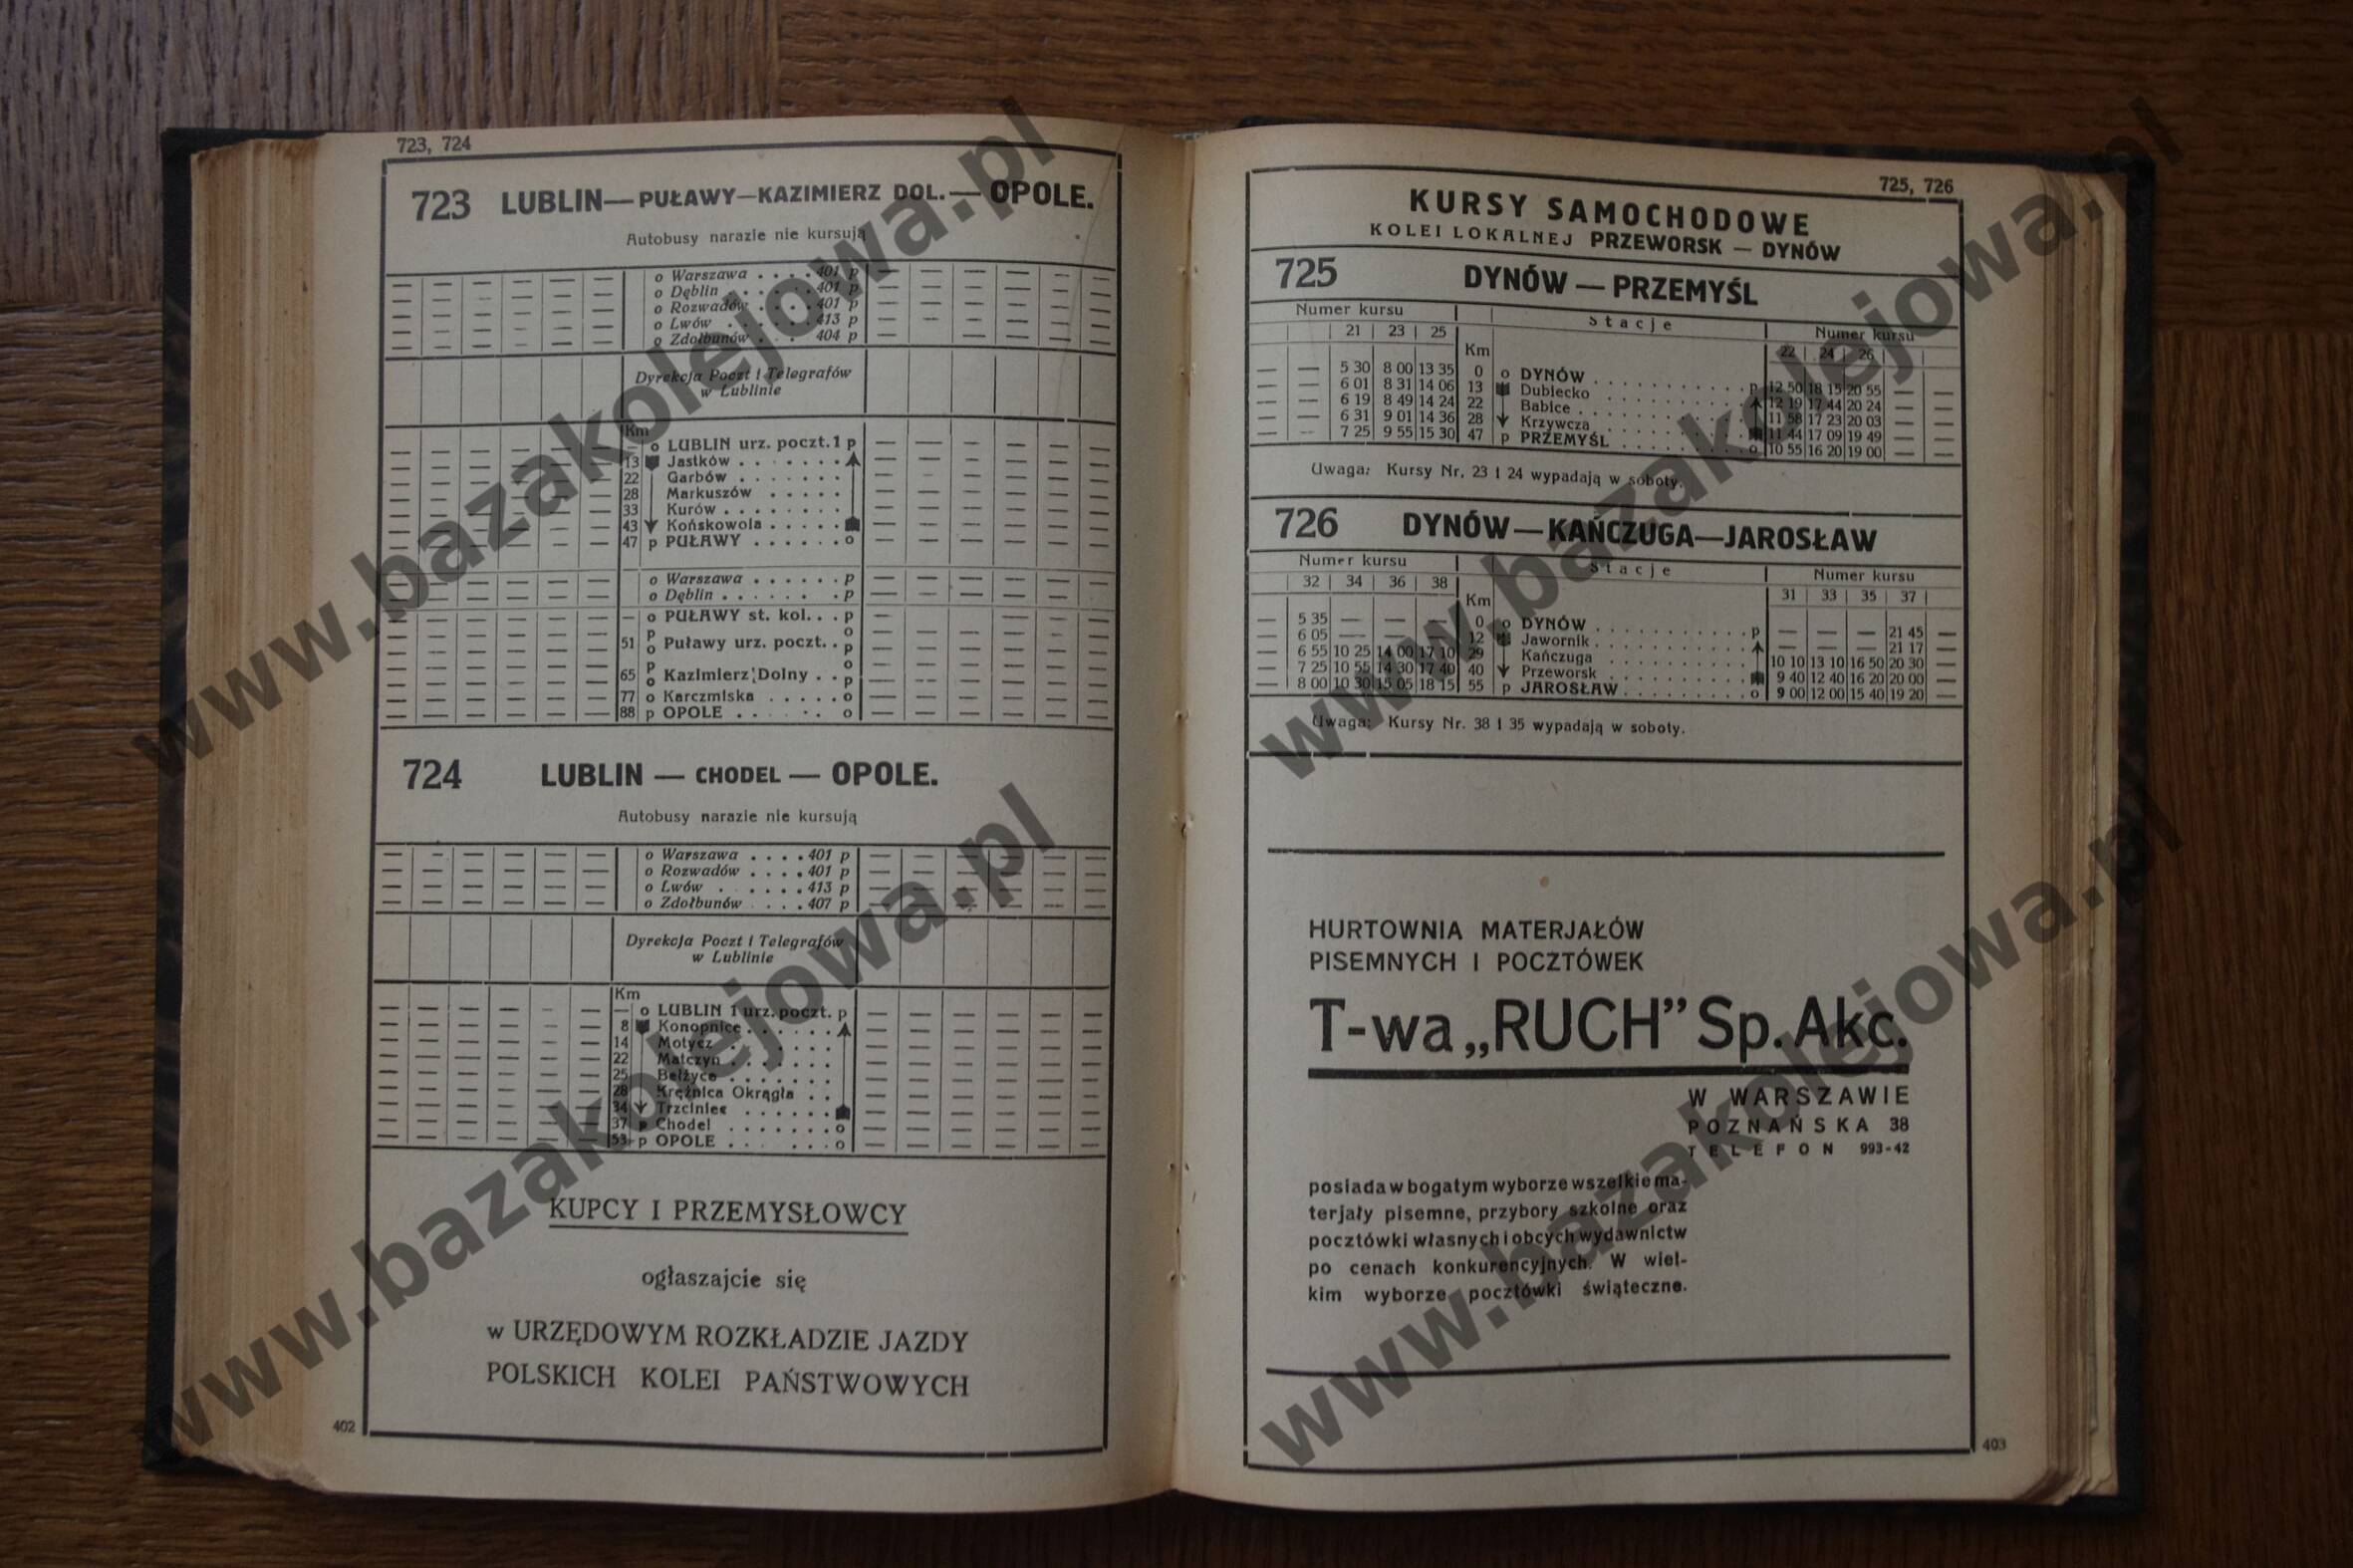 723, 724
723 LUBLIN—PUŁAWY—KAZIMIERZ DOL.—OPOLE.
Autobusy narazie nie kursują
o Warszawa . . . . 401 p
o Dęblin . . . . . 401 p
o Rozwadów . . . 401 p
o Lwów . . . . . 413 p
o Zdołbunów . . . 404 p
Dyrekcja Poczt i Telegrafów
w Lublinie
Km
— o LUBLIN urz. poczt. 1 p
13 Jastków
22 Garbów
28 Markuszów
33 Kurów
43 Końskowola
47 p PUŁAWY . . . . . . o
o Warszawa . . . . . . p
o Dęblin . . . . . . . p
— o PUŁAWY st. kol. . . p
51 p o Puławy urz. poczt. . o p
65 p o Kazimierz Dolny . . o p
77 o Karczmiska . . . . . o
88 p OPOLE . . . . . . o
724 LUBLIN — CHODEL — OPOLE.
Autobusy narazie nie kursują
o Warszawa . . . . 401 p
o Rozwadów . . . . 401 p
o Lwów . . . . . . 413 p
o Zdołbunów . . . 407 p
Dyrekcja Poczt i Telegrafów
w Lublinie
Km
— o LUBLIN 1 urz. poczt. p
8 Konopnice
14 Motycz
22 Matczyn
25 Bełżyce
28 Krężnica Okrągła
34 Trzciniec
37 p Chodel . . . . . . . o
53 p OPOLE . . . . . . . o
KUPCY I PRZEMYSŁOWCY
ogłaszajcie się
w URZĘDOWYM ROZKŁADZIE JAZDY
POLSKICH KOLEI PAŃSTWOWYCH
402
725, 726
KURSY SAMOCHODOWE
KOLEI LOKALNEJ PRZEWORSK — DYNÓW
725 DYNÓW — PRZEMYŚL
Numer kursu Stacje Numer kursu
21 23 25 Km 22 24 26
— — 5 30 8 00 13 35 0 o DYNÓW . . . p 12 50 18 15 20 55 — —
— — 6 01 8 31 14 06 13 Dubiecko . . . 12 19 17 44 20 24 — —
— — 6 19 8 49 14 24 22 Babice . . . 11 58 17 23 20 03 — —
— — 6 31 9 01 14 36 28 Krzywcza . . . 11 44 17 09 19 49 — —
— — 7 25 9 55 15 30 47 p PRZEMYŚL . . . o 10 55 16 20 19 00 — —
Uwaga: Kursy Nr. 23 i 24 wypadają w soboty.
726 DYNÓW—KAŃCZUGA—JAROSŁAW
Numer kursu Stacje Numer kursu
32 34 36 38 Km 31 33 35 37
— 5 35 — — — 0 o DYNÓW . . . p — — — 21 45 —
— 6 05 — — — 12 Jawornik . . . — — — 21 17 —
— 6 55 10 25 14 00 17 10 29 Kańczuga . . . 10 10 13 10 16 50 20 30 —
— 7 25 10 55 14 30 17 40 40 Przeworsk . . . 9 40 12 40 16 20 20 00 —
— 8 00 10 30 15 05 18 15 55 p JAROSŁAW . . . o 9 00 12 00 15 40 19 20 —
Uwaga: Kursy Nr. 38 i 35 wypadają w soboty.
HURTOWNIA MATERJAŁÓW
PISEMNYCH I POCZTÓWEK
T-wa „RUCH” Sp. Akc.
W WARSZAWIE
POZNAŃSKA 38
TELEFON 993-42
posiada w bogatym wyborze wszelkie ma-
terjały pisemne, przybory szkolne oraz
pocztówki własnych i obcych wydawnictw
po cenach konkurencyjnych. W wiel-
kim wyborze pocztówki świąteczne.
403
www.bazakolejowa.pl
www.bazakolejowa.pl
www.bazakolejowa.pl
www.bazakolejowa.pl